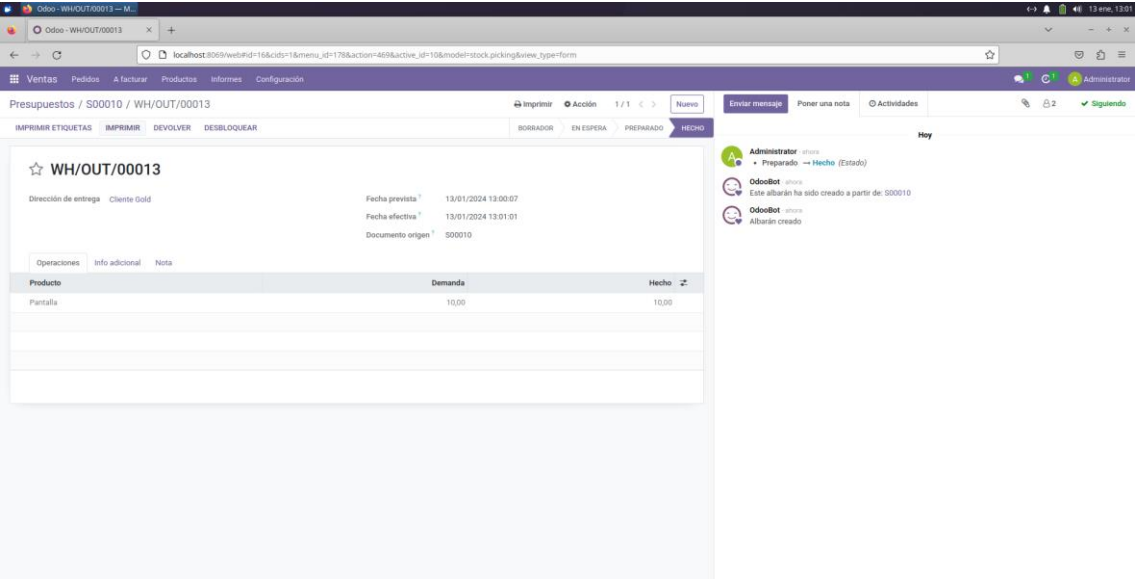 Odoo - WH/OUT/00013 — M...
13 ene, 13:01
Odoo - WH/OUT/00013
localhost:8069/web#id=16&cids=1&menu_id=178&action=469&active_id=10&model=stock.picking&view_type=form
Ventas Pedidos A facturar Productos Informes Configuración
1 1 A Administrator
Presupuestos / S00010 / WH/OUT/00013
Imprimir Acción 1 / 1 Nuevo
Enviar mensaje Poner una nota Actividades 2 Siguiendo
IMPRIMIR ETIQUETAS IMPRIMIR DEVOLVER DESBLOQUEAR
BORRADOR EN ESPERA PREPARADO HECHO
WH/OUT/00013
Dirección de entrega Cliente Gold
Fecha prevista ? 13/01/2024 13:00:07
Fecha efectiva ? 13/01/2024 13:01:01
Documento origen ? S00010
Operaciones Info adicional Nota
Producto Demanda Hecho
Pantalla 10,00 10,00
Hoy
A
Administrator - ahora
• Preparado → Hecho (Estado)
OdooBot - ahora
Este albarán ha sido creado a partir de: S00010
OdooBot - ahora
Albarán creado